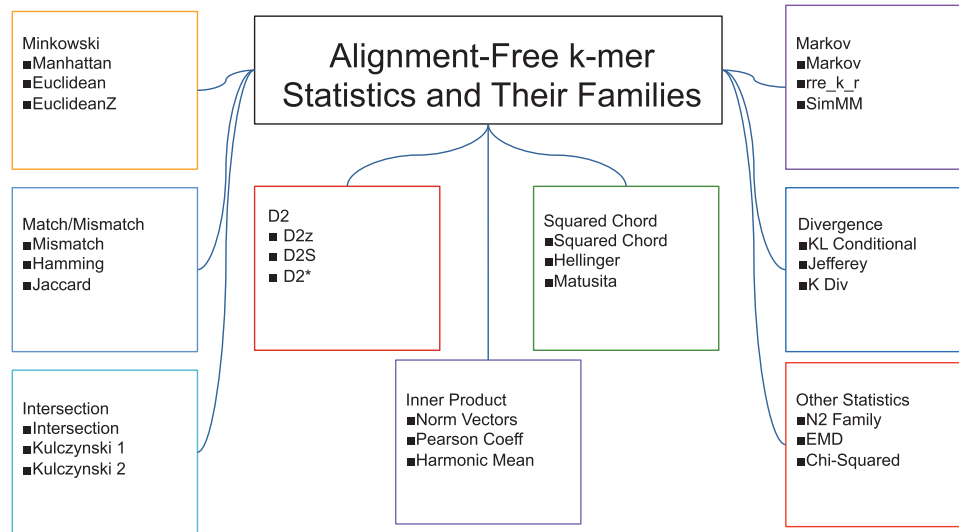 Alignment-Free k-mer
Statistics and Their Families
Minkowski
■Manhattan
■Euclidean
■EuclideanZ
Match/Mismatch
■Mismatch
■Hamming
■Jaccard
Intersection
■Intersection
■Kulczynski 1
■Kulczynski 2
D2
■ D2z
■ D2S
■ D2*
Inner Product
■Norm Vectors
■Pearson Coeff
■Harmonic Mean
Squared Chord
■Squared Chord
■Hellinger
■Matusita
Markov
■Markov
■rre_k_r
■SimMM
Divergence
■KL Conditional
■Jefferey
■K Div
Other Statistics
■N2 Family
■EMD
■Chi-Squared